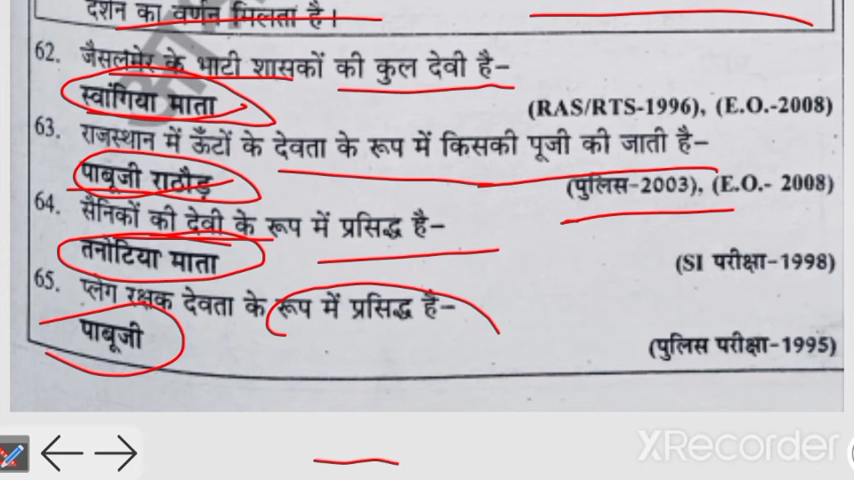 दर्शन का वर्णन मिलता है।
62. जैसलमेर के भाटी शासकों की कुल देवी है–
स्वांगिया माता
(RAS/RTS-1996), (E.O.-2008)
63. राजस्थान में ऊँटों के देवता के रूप में किसकी पूजी की जाती है–
पाबूजी राठौड़
(पुलिस-2003), (E.O.- 2008)
64. सैनिकों की देवी के रूप में प्रसिद्ध है–
तनोटिया माता
(SI परीक्षा-1998)
65. प्लेग रक्षक देवता के रूप में प्रसिद्ध है–
पाबूजी
(पुलिस परीक्षा-1995)
XRecorder